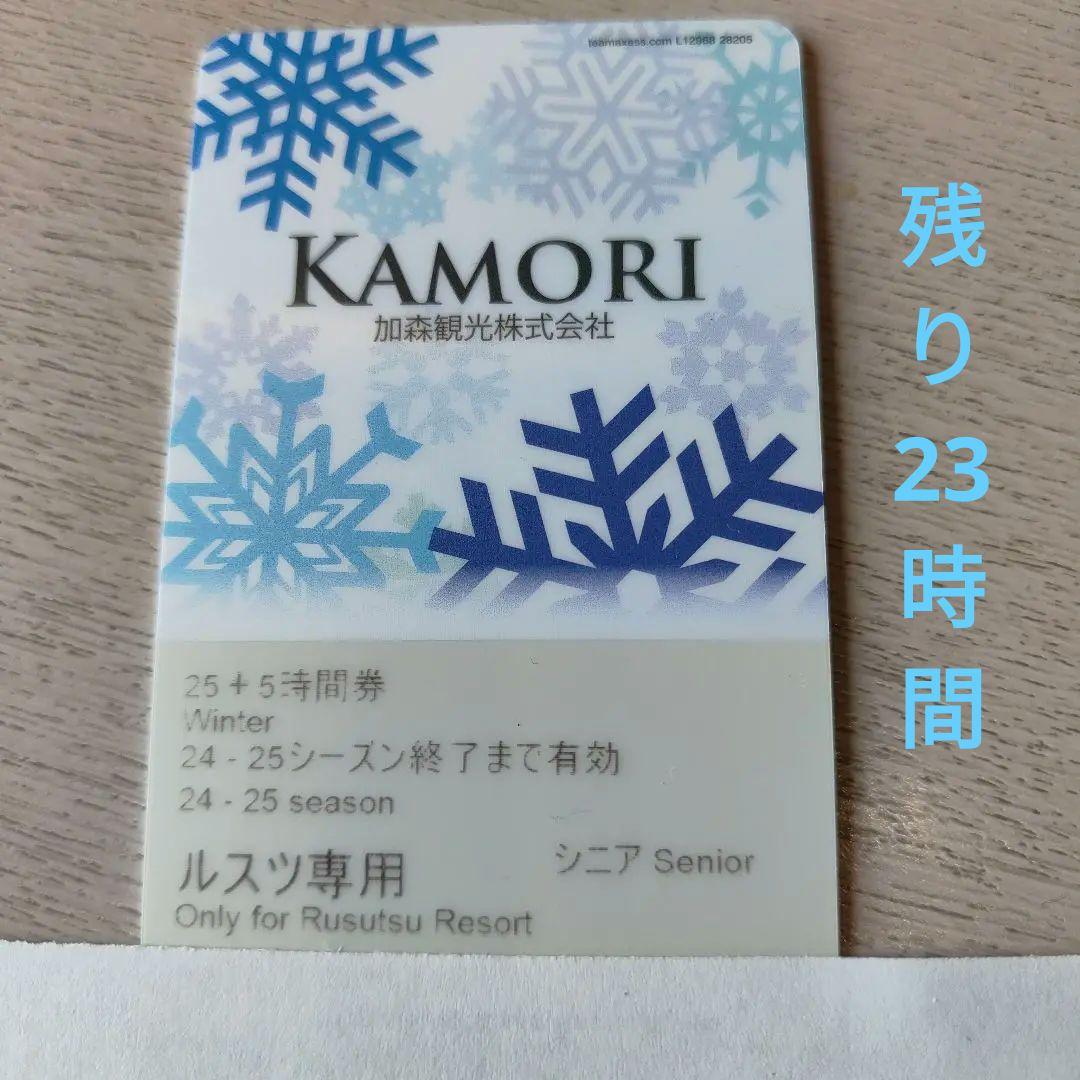 teamaxess.com L12968 28205
KAMORI
加森観光株式会社
25+5時間券
Winter
24 - 25シーズン終了まで有効
24 - 25 season
ルスツ専用
シニア Senior
Only for Rusutsu Resort
残り23時間